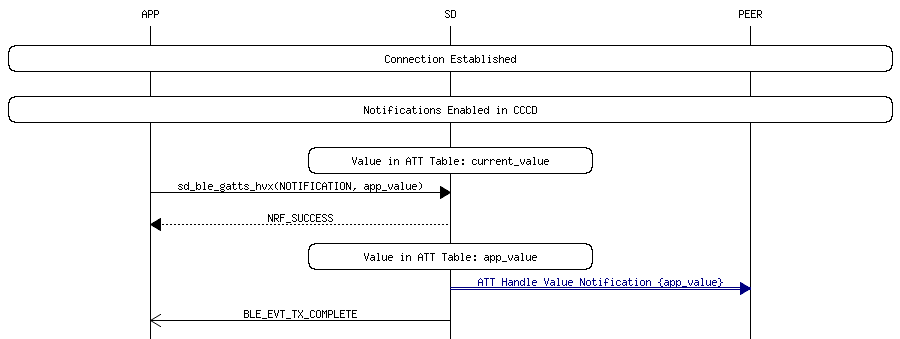 APP SD PEER
Connection Established
Notifications Enabled in CCCD
Value in ATT Table: current_value
sd_ble_gatts_hvx(NOTIFICATION, app_value)
NRF_SUCCESS
Value in ATT Table: app_value
ATT Handle Value Notification {app_value}
BLE_EVT_TX_COMPLETE